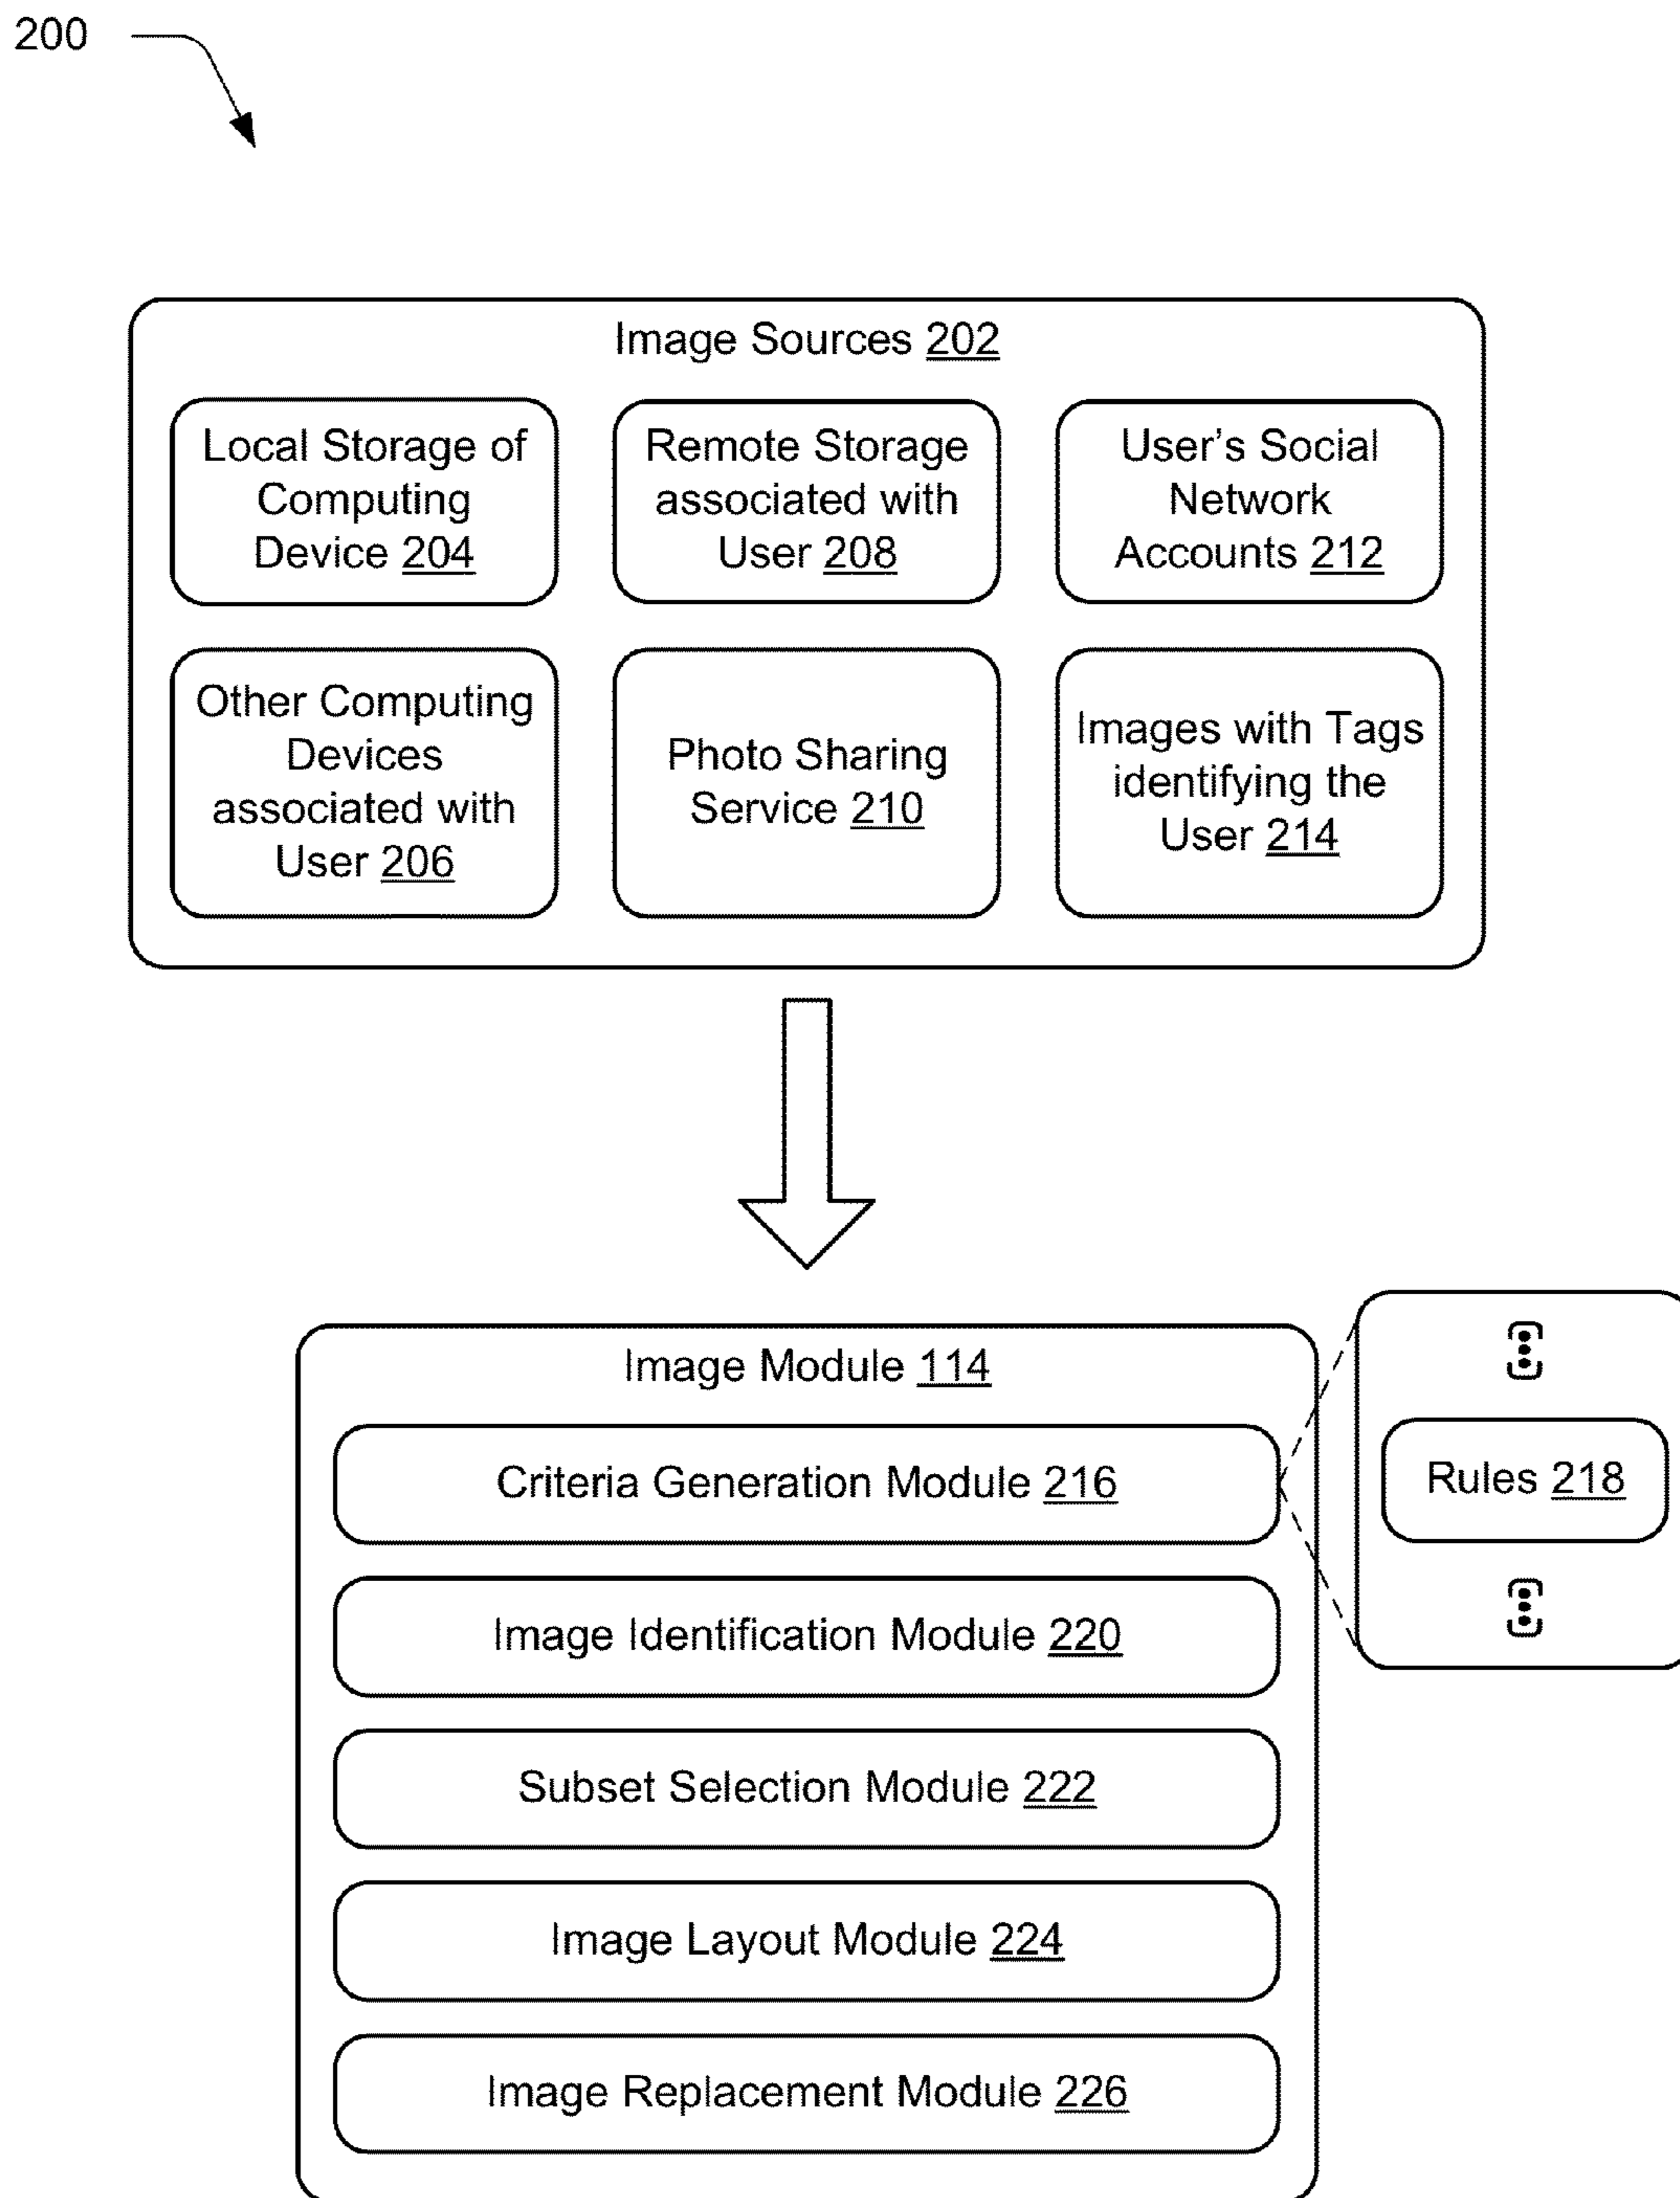 200
Image Sources 202
Local Storage of
Computing
Device 204
Remote Storage
associated with
User 208
User's Social
Network
Accounts 212
Other Computing
Devices
associated with
User 206
Photo Sharing
Service 210
Images with Tags
identifying the
User 214
Image Module 114
Criteria Generation Module 216
Rules 218
Image Identification Module 220
Subset Selection Module 222
Image Layout Module 224
Image Replacement Module 226